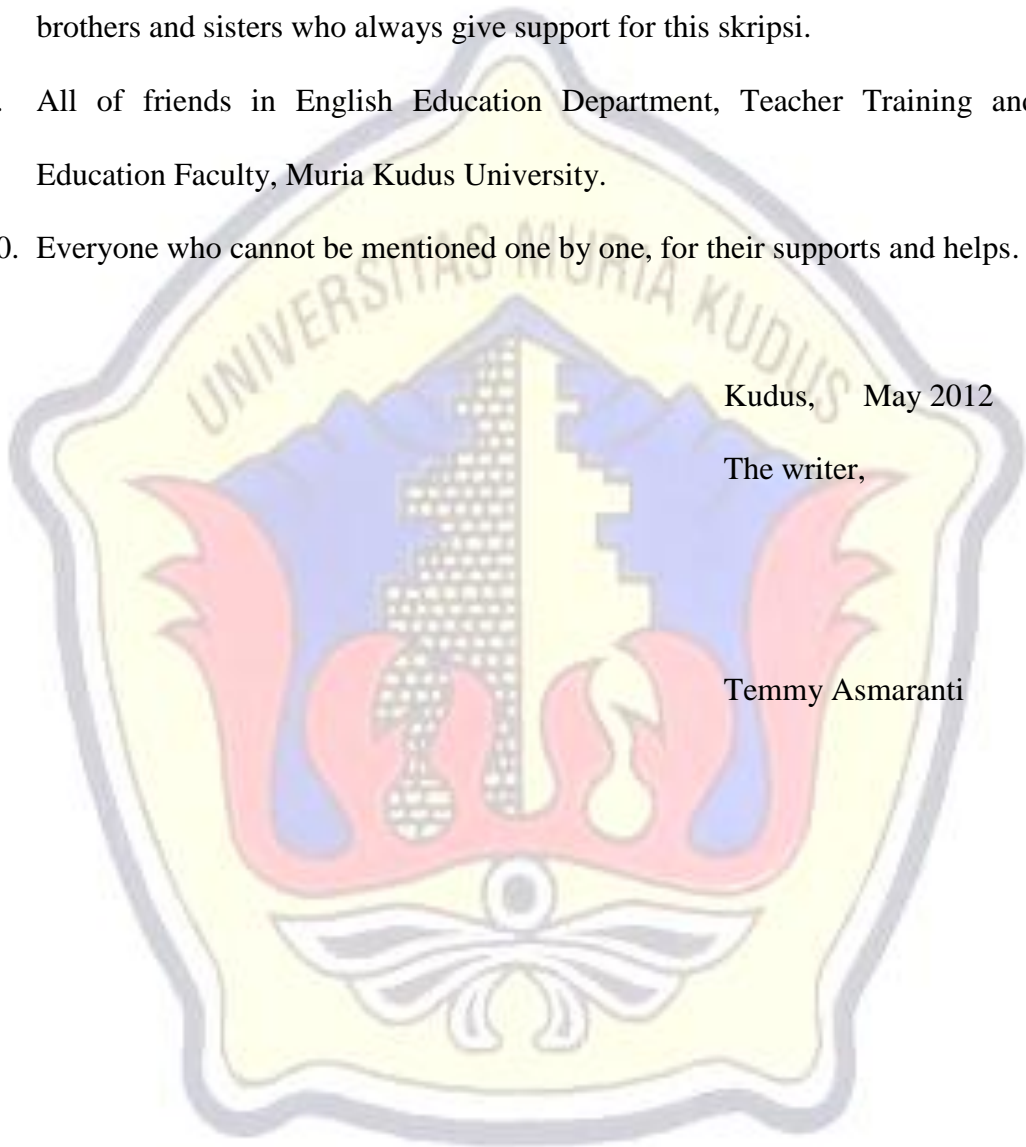 brothers and sisters who always give support for this skripsi.
. All of friends in English Education Department, Teacher Training and
Education Faculty, Muria Kudus University.
0. Everyone who cannot be mentioned one by one, for their supports and helps.
UNIVERSITAS MURIA KUDUS
Kudus, May 2012
The writer,
Temmy Asmaranti